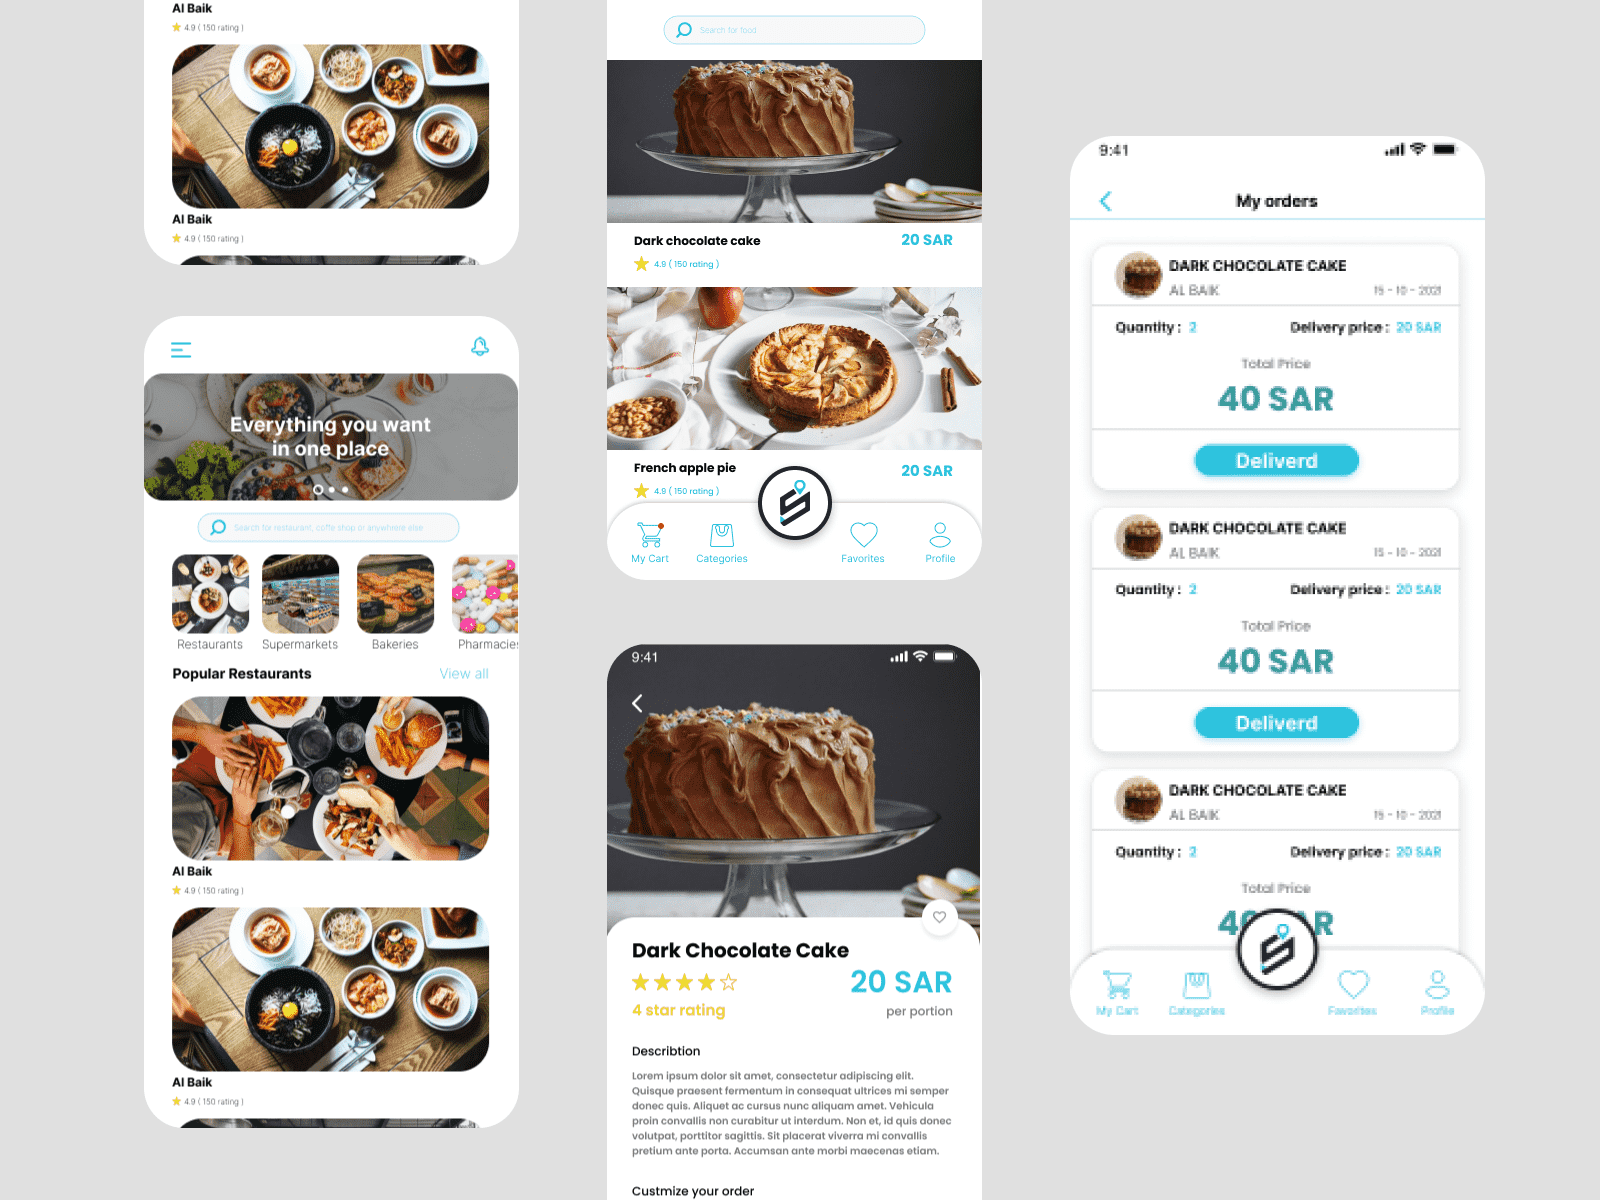 Al Baik
4.9 ( 150 rating )
Al Baik
4.9 ( 150 rating )
Everything you want
in one place
Search for restaurant, coffe shop or anywhrere else
Restaurants
Supermarkets
Bakeries
Pharmacies
Popular Restaurants
View all
Al Baik
4.9 ( 150 rating )
Al Baik
4.9 ( 150 rating )
Search for food
Dark chocolate cake
20 SAR
4.9 ( 150 rating )
French apple pie
20 SAR
4.9 ( 150 rating )
My Cart
Categories
Favorites
Profile
9:41
Dark Chocolate Cake
20 SAR
4 star rating
per portion
Describtion
Lorem ipsum dolor sit amet, consectetur adipiscing elit.
Quisque praesent fermentum in consequat ultrices mi semper
donec quis. Aliquet ac cursus nunc aliquam amet. Vehicula
proin convallis non curabitur ut interdum. Non et, id quis donec
volutpat, porttitor sagittis. Sit placerat viverra mi convallis
pretium ante porta. Accumsan ante morbi maecenas etiam.
Custmize your order
9:41
My orders
DARK CHOCOLATE CAKE
AL BAIK
15 - 10 - 2021
Quantity : 2
Delivery price : 20 SAR
Total Price
40 SAR
Deliverd
DARK CHOCOLATE CAKE
AL BAIK
15 - 10 - 2021
Quantity : 2
Delivery price : 20 SAR
Total Price
40 SAR
Deliverd
DARK CHOCOLATE CAKE
AL BAIK
15 - 10 - 2021
Quantity : 2
Delivery price : 20 SAR
Total Price
My Cart
Categories
Favorites
Profile